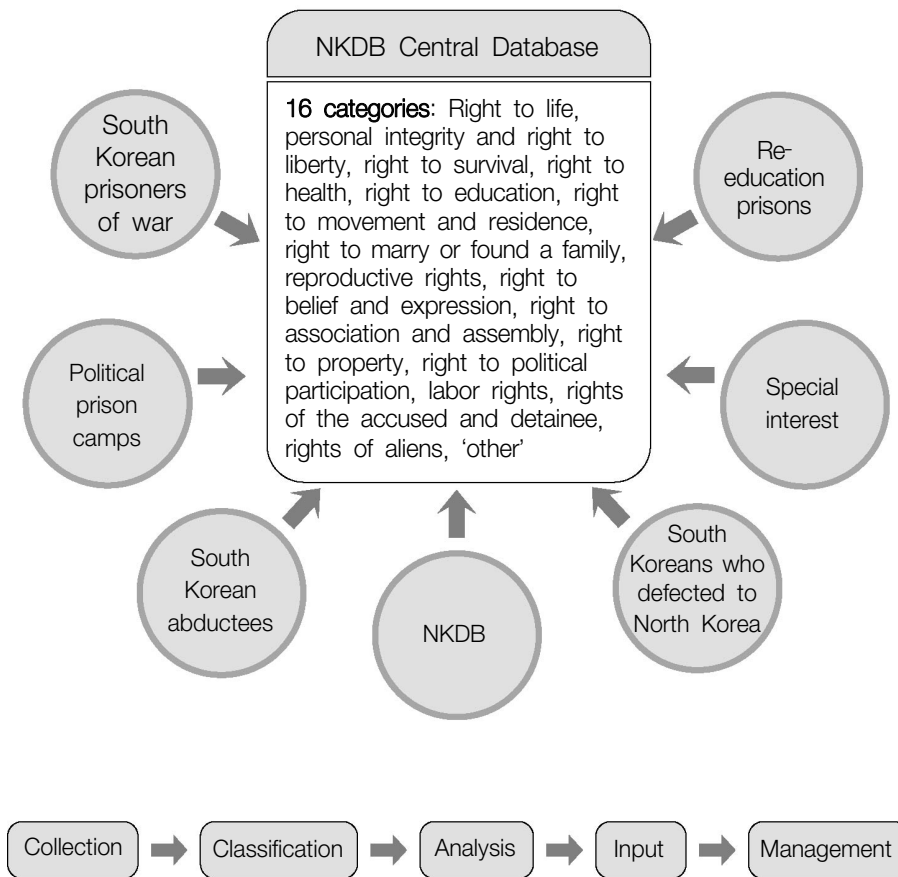 NKDB Central Database
16 categories: Right to life,
personal integrity and right to
liberty, right to survival, right to
health, right to education, right
to movement and residence,
right to marry or found a family,
reproductive rights, right to
belief and expression, right to
association and assembly, right
to property, right to political
participation, labor rights, rights
of the accused and detainee,
rights of aliens, ‘other’
South
Korean
prisoners
of war
Re-
education
prisons
Political
prison
camps
Special
interest
South
Korean
abductees
NKDB
South
Koreans who
defected to
North Korea
Collection
Classification
Analysis
Input
Management